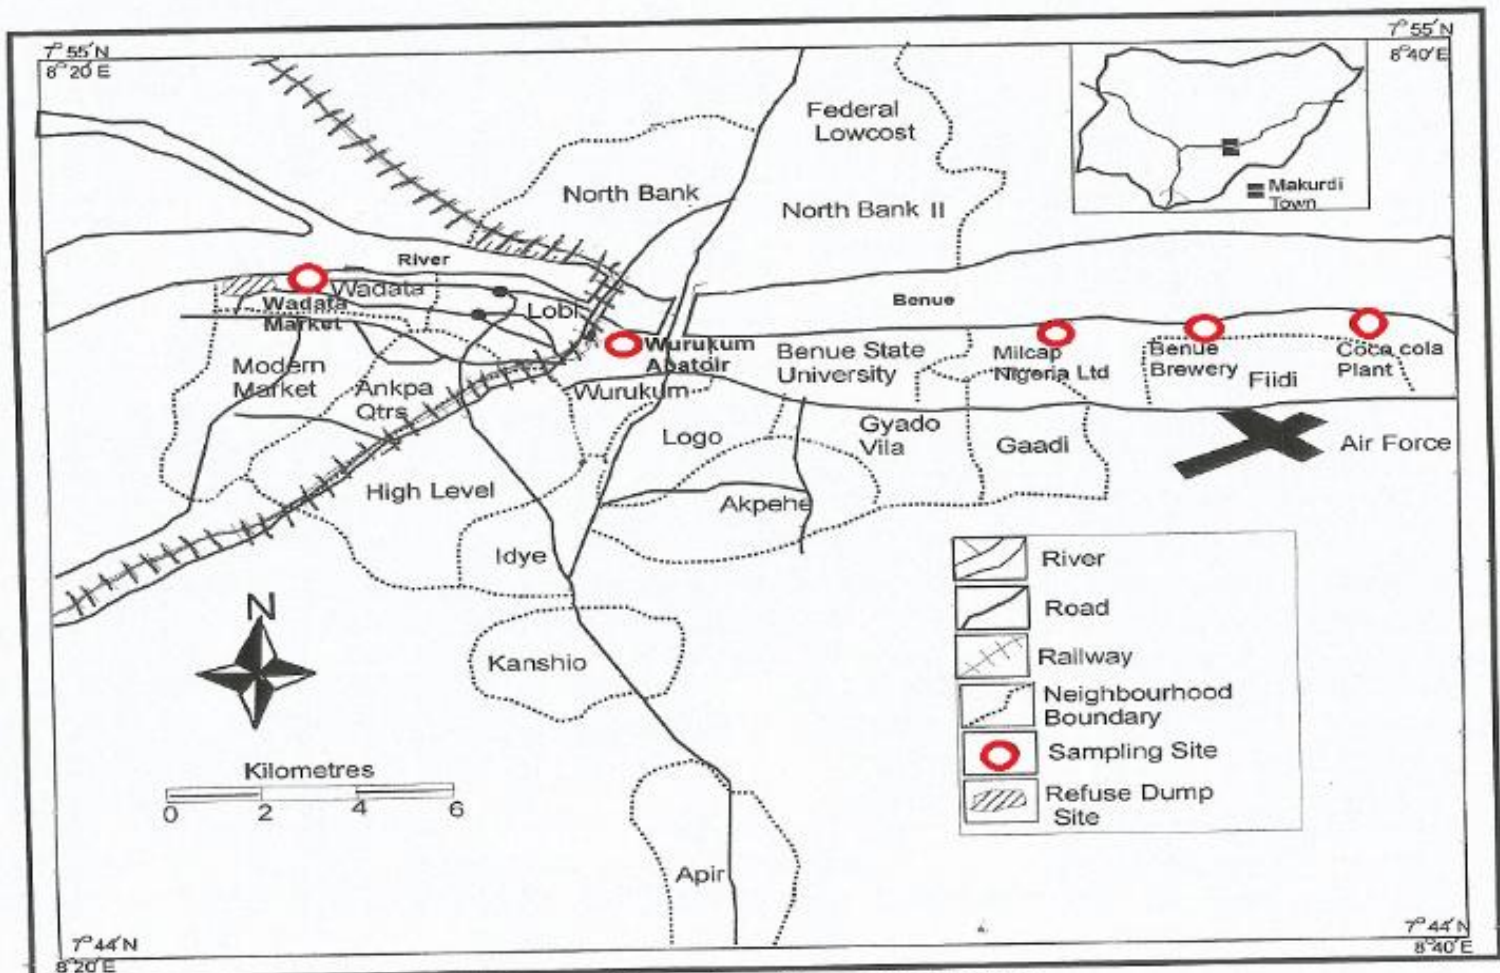 7° 55′ N
8° 20′ E
7° 55′ N
8° 40′ E
Federal
Lowcost
Makurdi
Town
North Bank
North Bank II
River
Benue
Wadata
Wadata
Market
Lobi
Wurukum
Abatoir
Benue State
University
Milcap
Nigeria Ltd
Benue
Brewery
Fiidi
Coca cola
Plant
Modern
Market
Ankpa
Qtrs
Wurukum
Logo
Gyado
Vila
Gaadi
Air Force
High Level
Akpehe
Idye
River
Road
N
Kanshio
Railway
Neighbourhood
Boundary
Sampling Site
Kilometres
0 2 4 6
Refuse Dump
Site
Apir
7° 44′ N
8° 20′ E
7° 44′ N
8° 40′ E